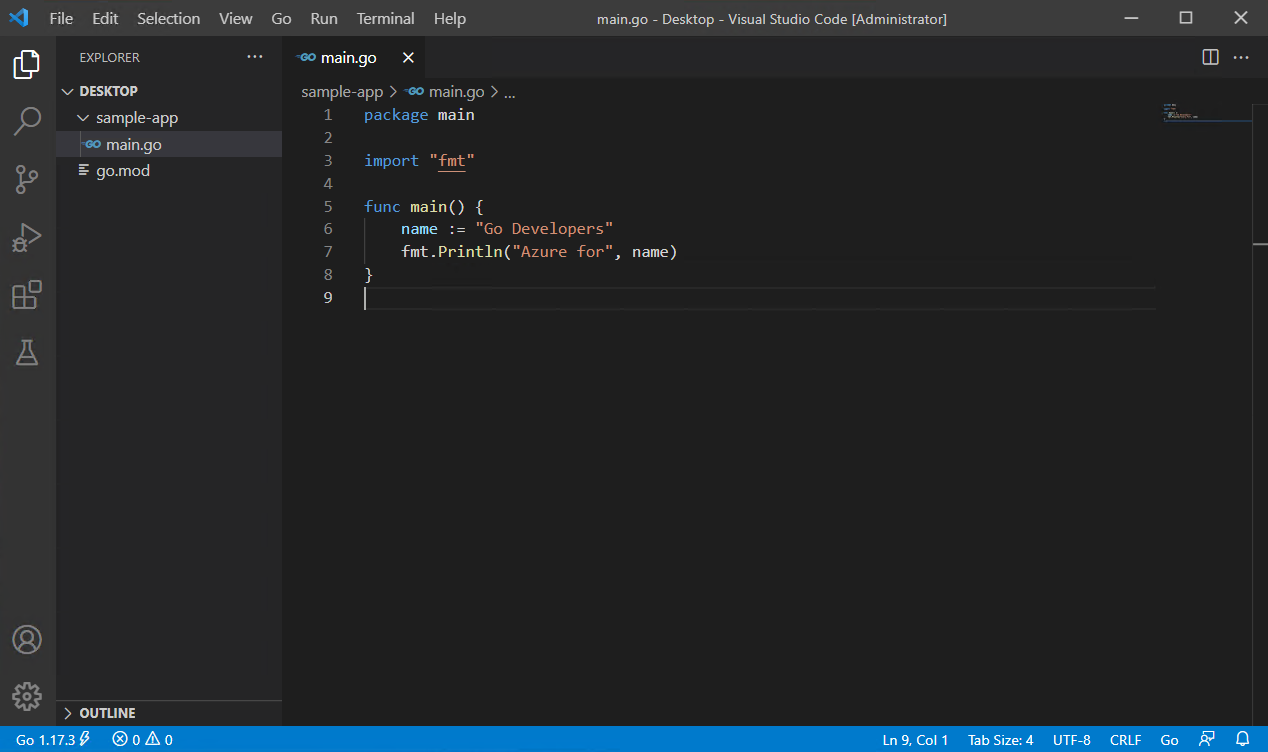 File Edit Selection View Go Run Terminal Help main.go - Desktop - Visual Studio Code [Administrator]
EXPLORER
DESKTOP
sample-app
main.go
go.mod
OUTLINE
main.go
sample-app > main.go > ...
1 package main
2
3 import "fmt"
4
5 func main() {
6 name := "Go Developers"
7 fmt.Println("Azure for", name)
8 }
9
Go 1.17.3 0 0 Ln 9, Col 1 Tab Size: 4 UTF-8 CRLF Go